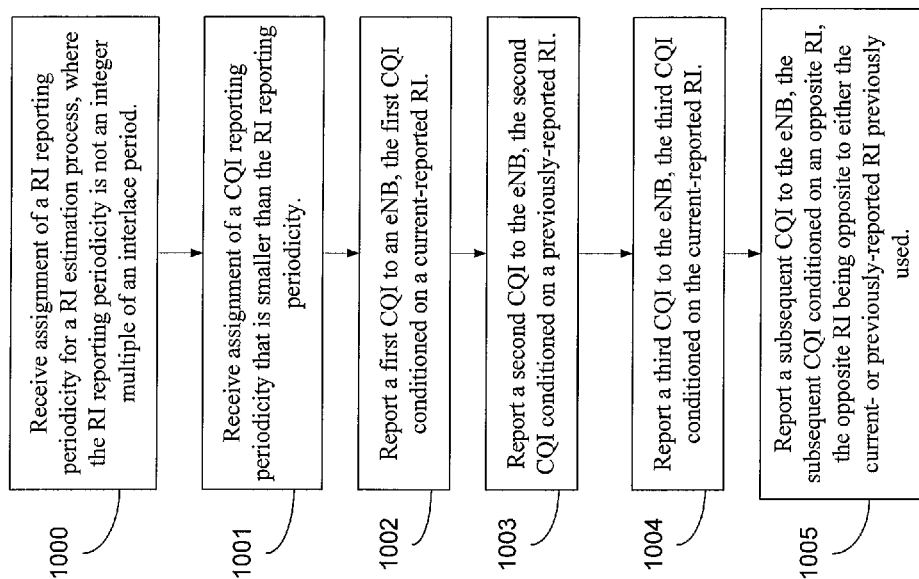 1000
Receive assignment of a RI reporting
periodicity for a RI estimation process, where
the RI reporting periodicity is not an integer
multiple of an interlace period.
1001
Receive assignment of a CQI reporting
periodicity that is smaller than the RI reporting
periodicity.
1002
Report a first CQI to an eNB, the first CQI
conditioned on a current-reported RI.
1003
Report a second CQI to the eNB, the second
CQI conditioned on a previously-reported RI.
1004
Report a third CQI to the eNB, the third CQI
conditioned on the current-reported RI.
1005
Report a subsequent CQI to the eNB, the
subsequent CQI conditioned on an opposite RI,
the opposite RI being opposite to either the
current- or previously-reported RI previously
used.